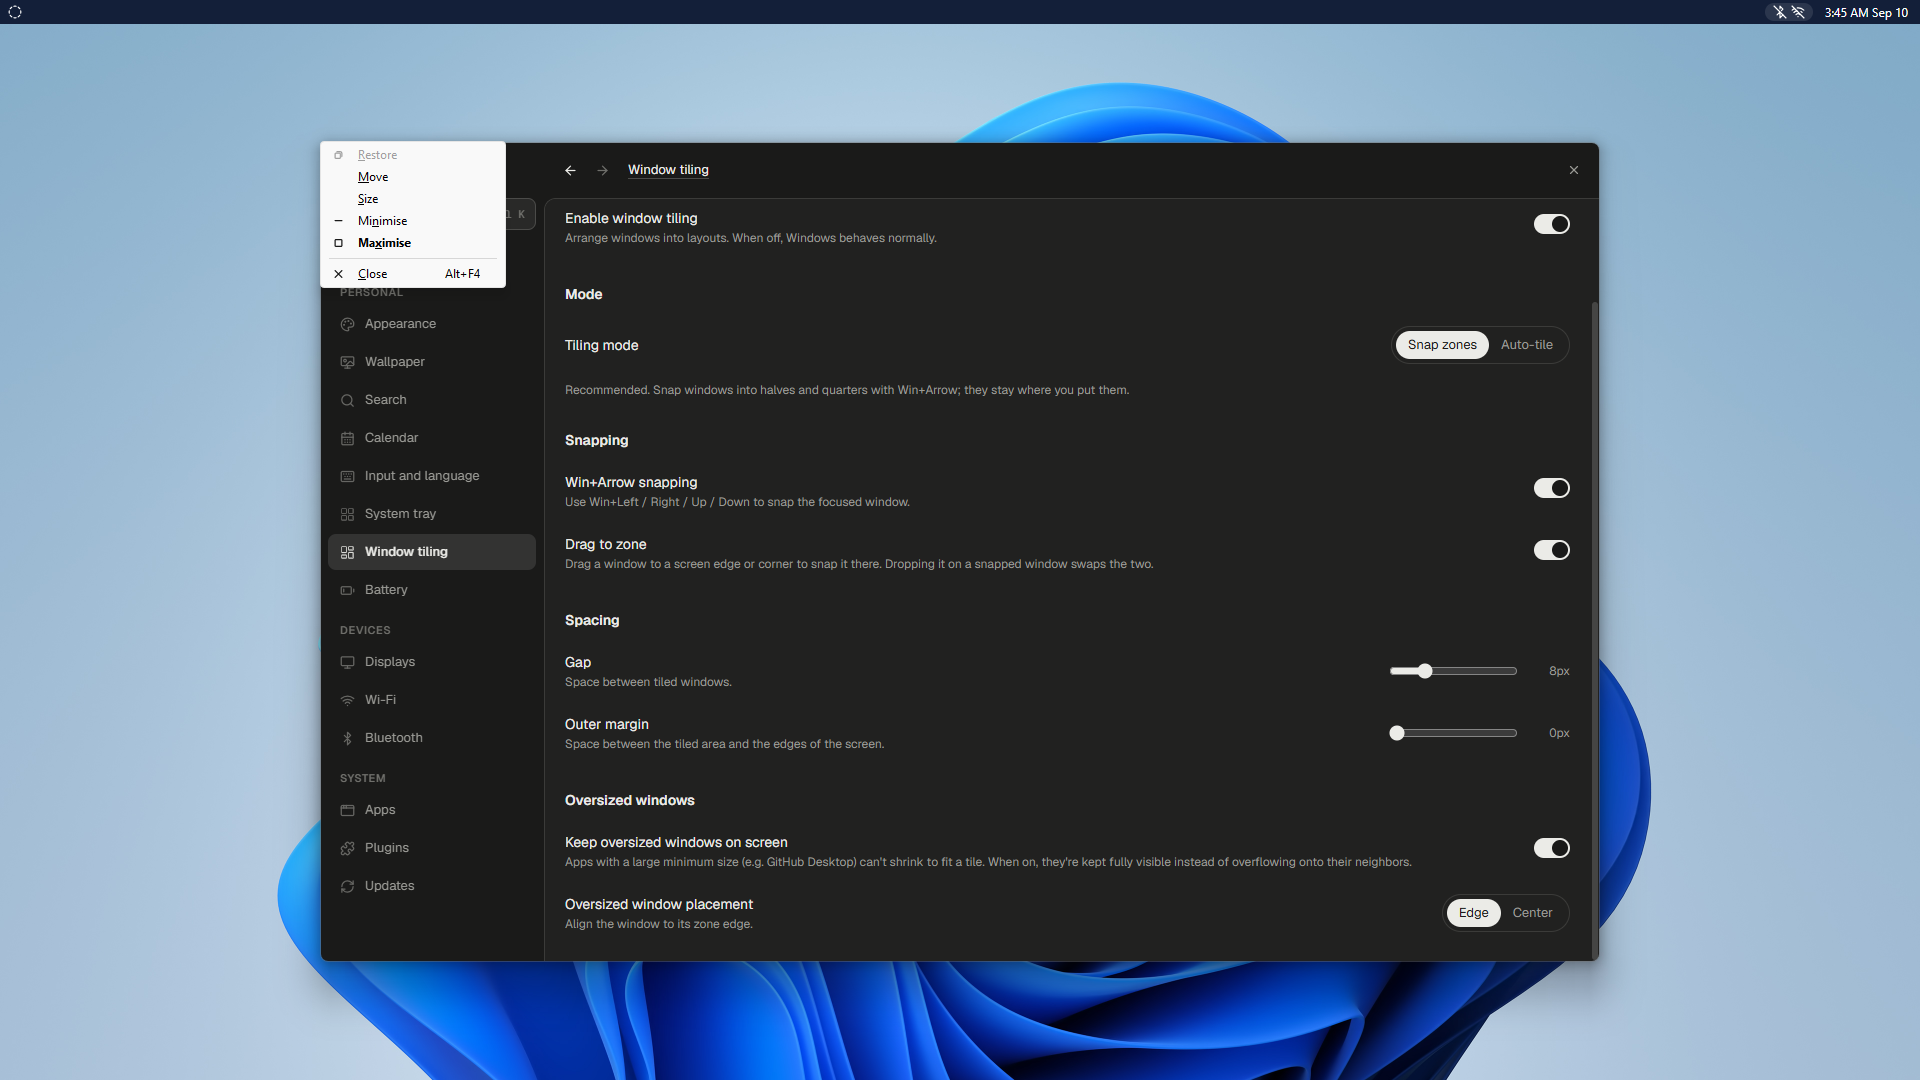 3:45 AM Sep 10
Restore
Move
Size
Minimise
Maximise
Close Alt+F4
K
PERSONAL
Appearance
Wallpaper
Search
Calendar
Input and language
System tray
Window tiling
Battery
DEVICES
Displays
Wi-Fi
Bluetooth
SYSTEM
Apps
Plugins
Updates
Window tiling
Enable window tiling
Arrange windows into layouts. When off, Windows behaves normally.
Mode
Tiling mode
Snap zones Auto-tile
Recommended. Snap windows into halves and quarters with Win+Arrow; they stay where you put them.
Snapping
Win+Arrow snapping
Use Win+Left / Right / Up / Down to snap the focused window.
Drag to zone
Drag a window to a screen edge or corner to snap it there. Dropping it on a snapped window swaps the two.
Spacing
Gap
Space between tiled windows.
8px
Outer margin
Space between the tiled area and the edges of the screen.
0px
Oversized windows
Keep oversized windows on screen
Apps with a large minimum size (e.g. GitHub Desktop) can't shrink to fit a tile. When on, they're kept fully visible instead of overflowing onto their neighbors.
Oversized window placement
Align the window to its zone edge.
Edge Center